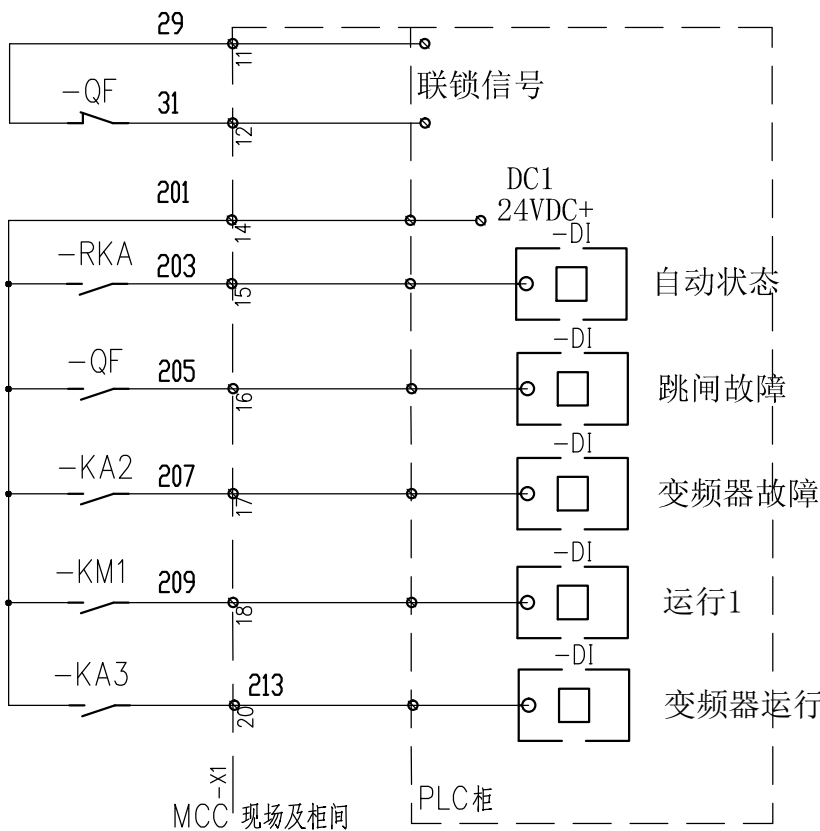 29
11
联锁信号
-QF
31
12
201
14
DC1
24VDC+
-DI
-RKA
203
15
自动状态
-DI
-QF
205
16
跳闸故障
-DI
-KA2
207
17
变频器故障
-DI
-KM1
209
18
运行1
-DI
-KA3
213
20
变频器运行
-X1
MCC 现场及柜间
PLC柜